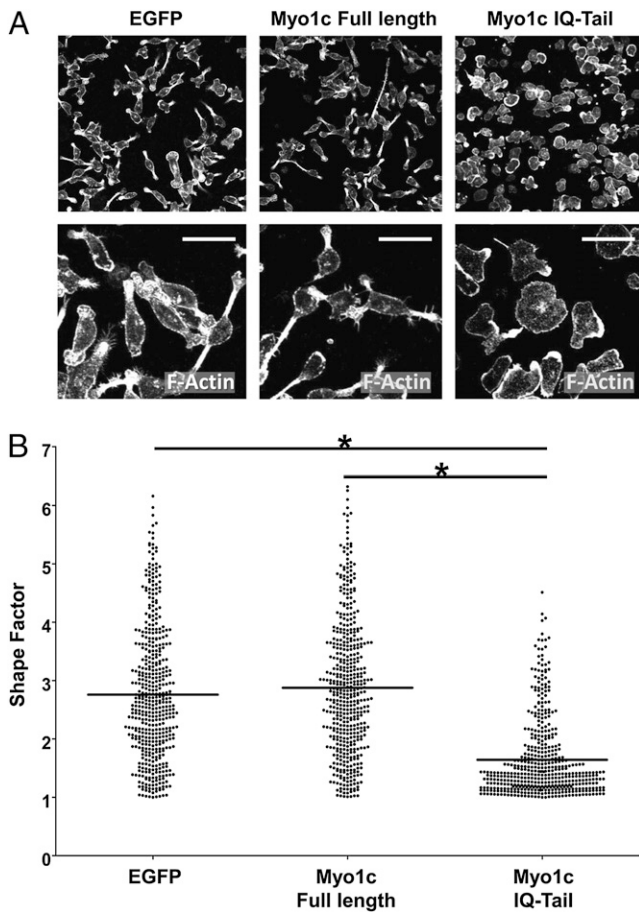 A
EGFP
Myo1c Full length
Myo1c IQ-Tail
F-Actin
F-Actin
F-Actin
B
*
*
7
6
5
4
3
2
1
0
Shape Factor
EGFP
Myo1c
Full length
Myo1c
IQ-Tail